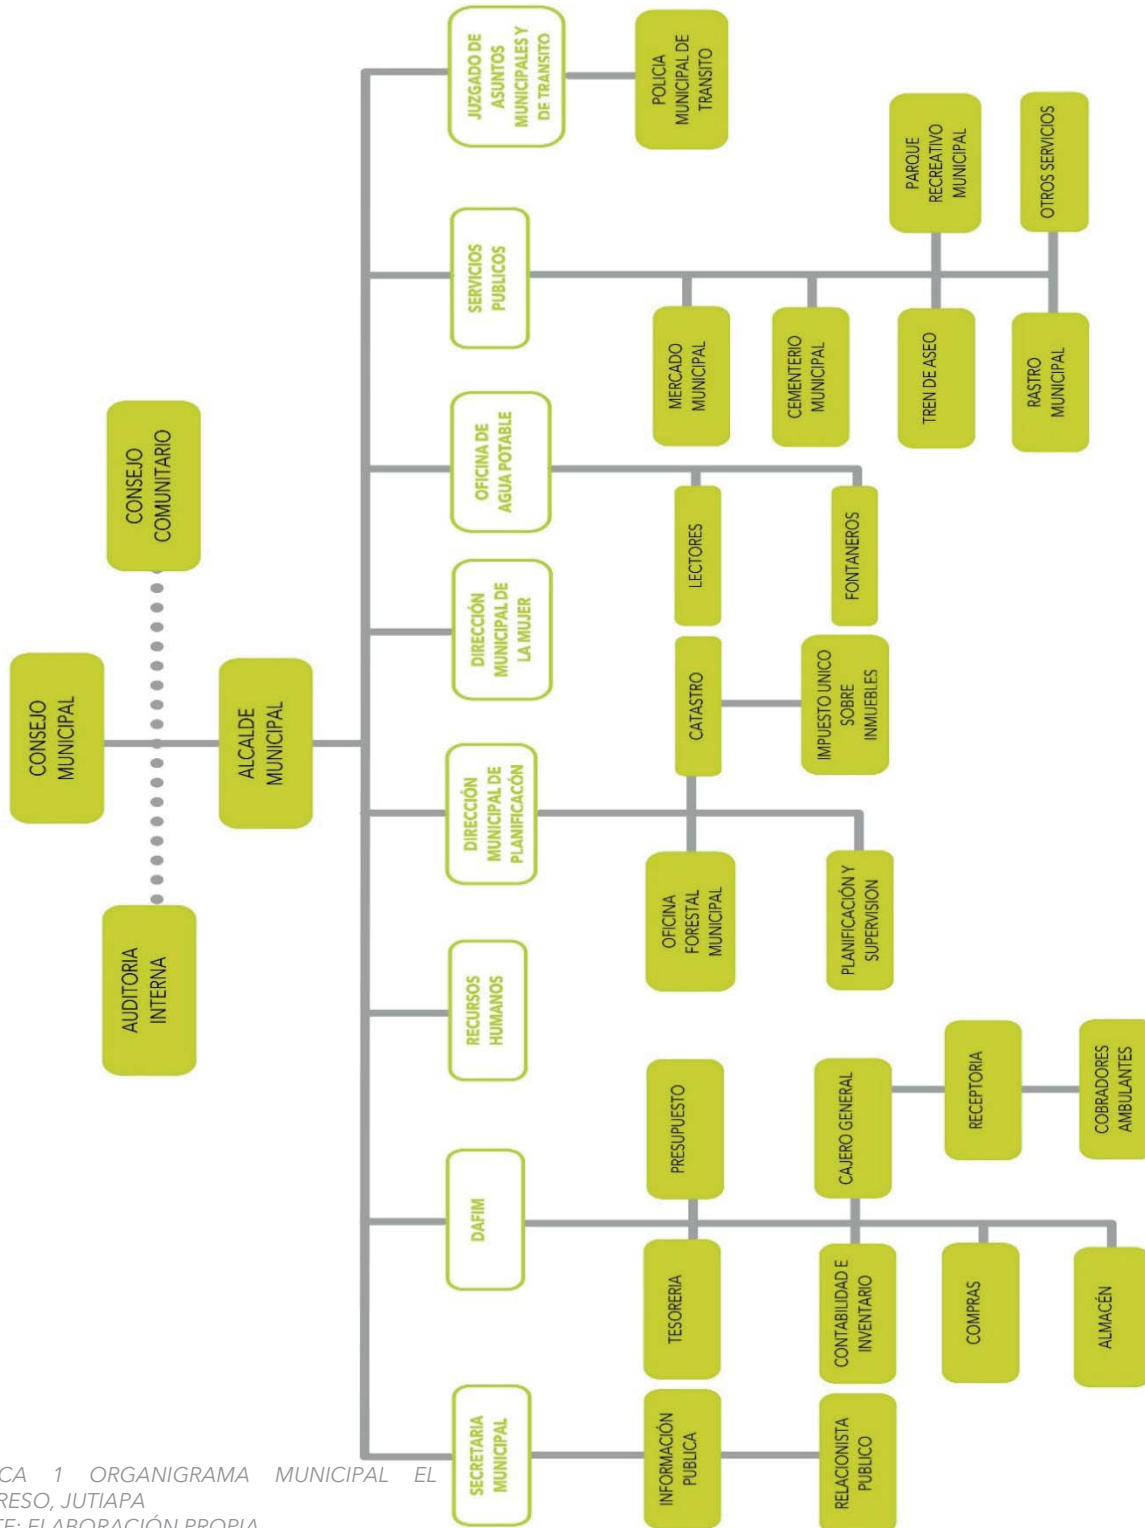 CONSEJO
MUNICIPAL
AUDITORIA
INTERNA
CONSEJO
COMUNITARIO
ALCALDE
MUNICIPAL
SECRETARIA
MUNICIPAL
DAFIM
RECURSOS
HUMANOS
DIRECCIÓN
MUNICIPAL DE
PLANIFICACÓN
DIRECCIÓN
MUNICIPAL DE
LA MUJER
OFICINA DE
AGUA POTABLE
SERVICIOS
PUBLICOS
JUZGADO DE
ASUNTOS
MUNICIPALES Y
DE TRANSITO
INFORMACIÓN
PUBLICA
RELACIONISTA
PUBLICO
TESORERIA
PRESUPUESTO
CONTABILIDAD E
INVENTARIO
CAJERO GENERAL
COMPRAS
RECEPTORIA
ALMACÉN
COBRADORES
AMBULANTES
OFICINA
FORESTAL
MUNICIPAL
CATASTRO
PLANIFICACIÓN Y
SUPERVISION
IMPUESTO UNICO
SOBRE
INMUEBLES
LECTORES
FONTANEROS
MERCADO
MUNICIPAL
CEMENTERIO
MUNICIPAL
TREN DE ASEO
PARQUE
RECREATIVO
MUNICIPAL
RASTRO
MUNICIPAL
OTROS SERVICIOS
POLICIA
MUNICIPAL DE
TRANSITO
CA 1 ORGANIGRAMA MUNICIPAL EL
RESO, JUTIAPA
TE: ELABORACIÓN PROPIA